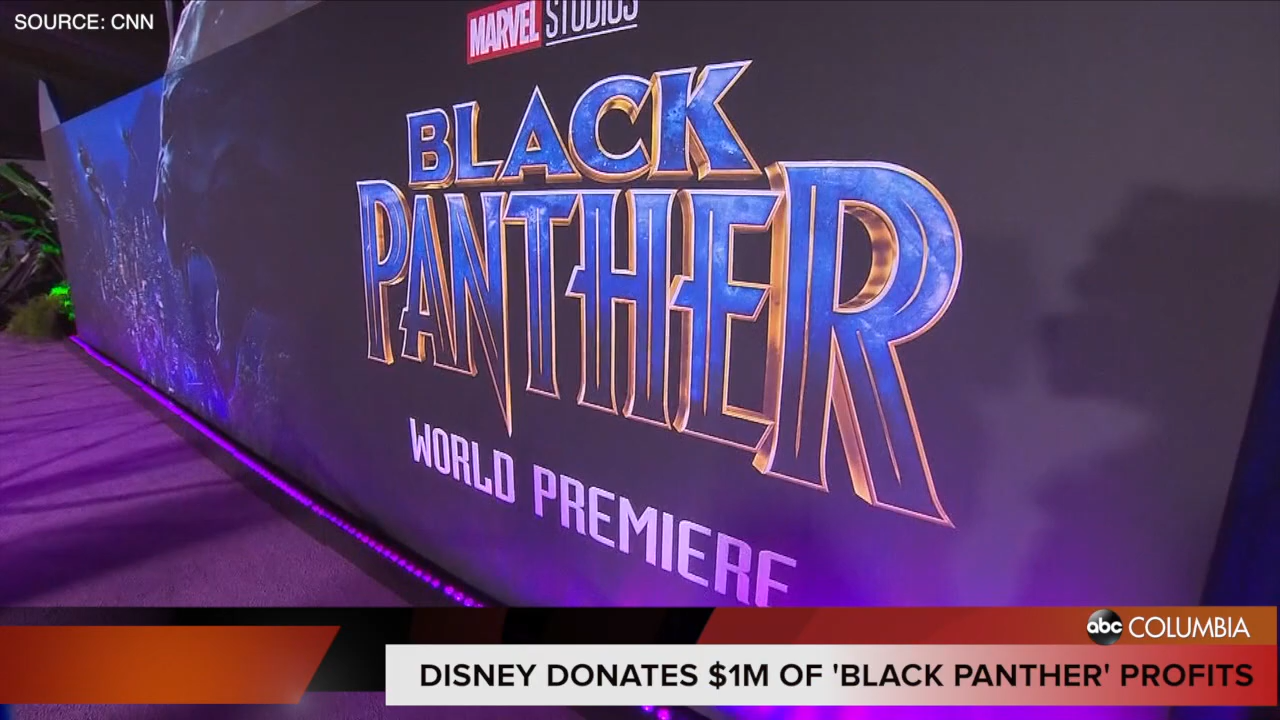 SOURCE: CNN
MARVEL STUDIOS
BLACK
PANTHER
WORLD PREMIERE
abc COLUMBIA
DISNEY DONATES $1M OF 'BLACK PANTHER' PROFITS